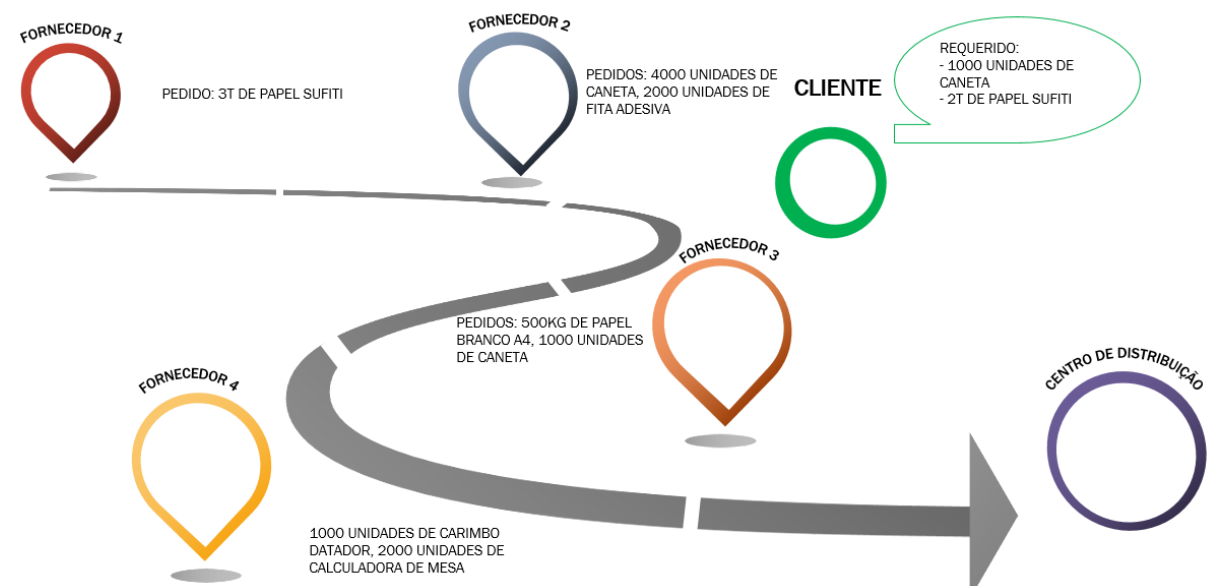 FORNECEDOR 1
PEDIDO: 3T DE PAPEL SUFITI
FORNECEDOR 2
PEDIDOS: 4000 UNIDADES DE
CANETA, 2000 UNIDADES DE
FITA ADESIVA
CLIENTE
REQUERIDO:
- 1000 UNIDADES DE
CANETA
- 2T DE PAPEL SUFITI
FORNECEDOR 3
PEDIDOS: 500KG DE PAPEL
BRANCO A4, 1000 UNIDADES
DE CANETA
FORNECEDOR 4
1000 UNIDADES DE CARIMBO
DATADOR, 2000 UNIDADES DE
CALCULADORA DE MESA
CENTRO DE DISTRIBUIÇÃO